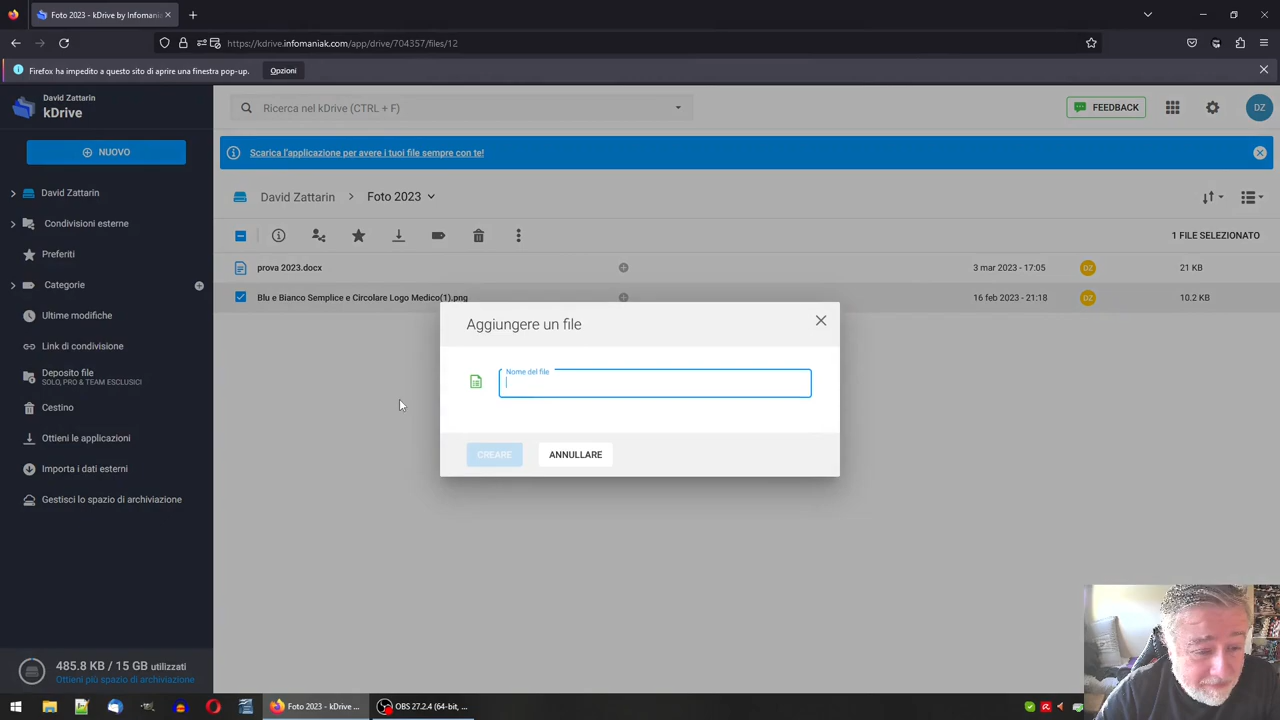 Foto 2023 - kDrive by Infomania
https://kdrive.infomaniak.com/app/drive/704357/files/12
Firefox ha impedito a questo sito di aprire una finestra pop-up.
Opzioni
David Zattarin
kDrive
Ricerca nel kDrive (CTRL + F)
FEEDBACK
DZ
NUOVO
Scarica l'applicazione per avere i tuoi file sempre con te!
David Zattarin
David Zattarin
Foto 2023
Condivisioni esterne
1 FILE SELEZIONATO
Preferiti
prova 2023.docx
3 mar 2023 - 17:05
DZ
21 KB
Categorie
Blu e Bianco Semplice e Circolare Logo Medico(1).png
16 feb 2023 - 21:18
DZ
10.2 KB
Ultime modifiche
Aggiungere un file
Link di condivisione
Deposito file
SOLO, PRO & TEAM ESCLUSICI
Nome del file
Cestino
Ottieni le applicazioni
CREARE
ANNULLARE
Importa i dati esterni
Gestisci lo spazio di archiviazione
485.8 KB / 15 GB utilizzati
Ottieni più spazio di archiviazione
Foto 2023 - kDrive ...
OBS 27.2.4 (64-bit, ...